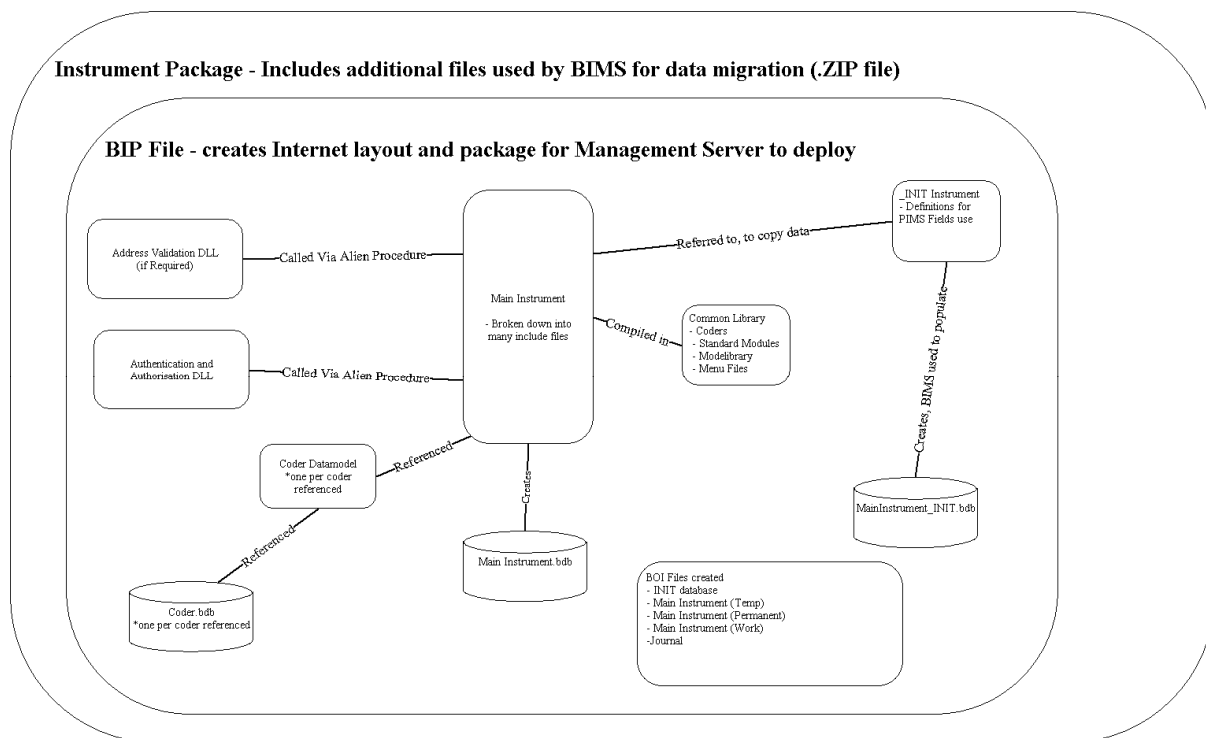 Instrument Package - Includes additional files used by BIMS for data migration (.ZIP file)
BIP File - creates Internet layout and package for Management Server to deploy
Address Validation DLL
(if Required)
Called Via Alien Procedure
Authentication and
Authorisation DLL
Called Via Alien Procedure
Main Instrument
- Broken down into
many include files
Referred to, to copy data
_INIT Instrument
- Definitions for
PIMS Fields use
Compiled in
Common Library
- Coders
- Standard Modules
- Modelibrary
- Menu Files
Creates, BIMS used to populate
Coder Datamodel
*one per coder
referenced
Referenced
Referenced
Creates
Coder.bdb
*one per coder referenced
Main Instrument.bdb
MainInstrument_INIT.bdb
BOI Files created
- INIT database
- Main Instrument (Temp)
- Main Instrument (Permanent)
- Main Instrument (Work)
-Journal